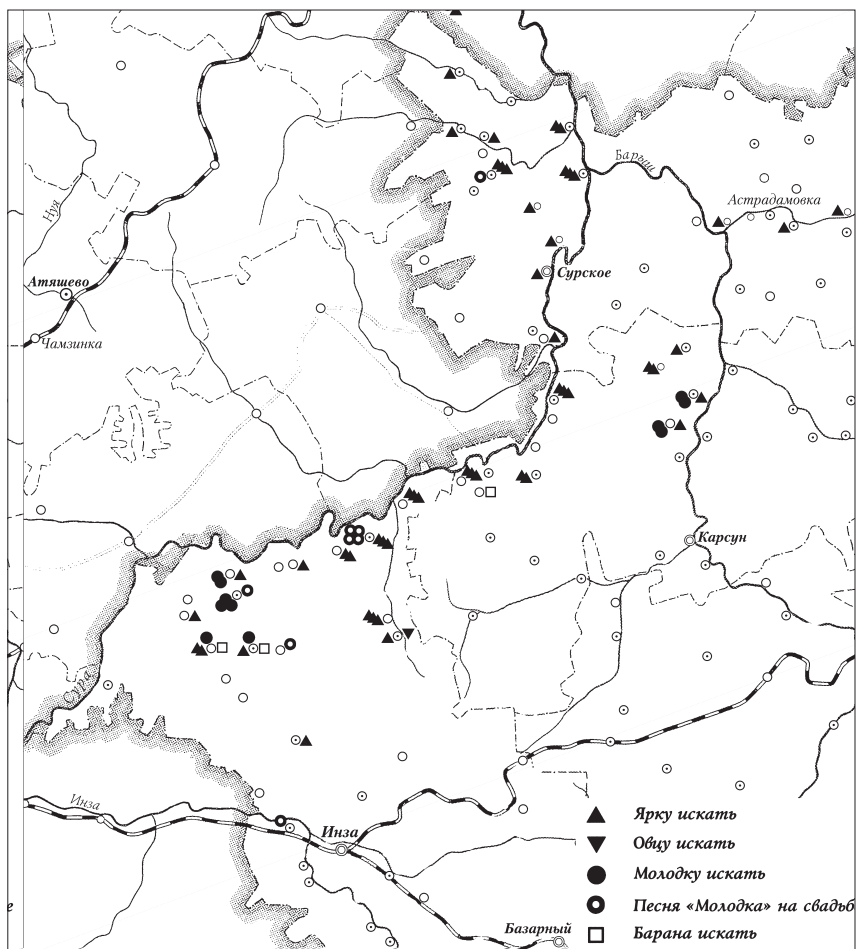 Барыш
Нуя
Астрадамовка
Атяшево
Сурское
Чамзинка
Карсун
Сура
Инза
Инза
Базарный
е
Ярку искать
Овцу искать
Молодку искать
Песня «Молодка» на свадьб
Барана искать